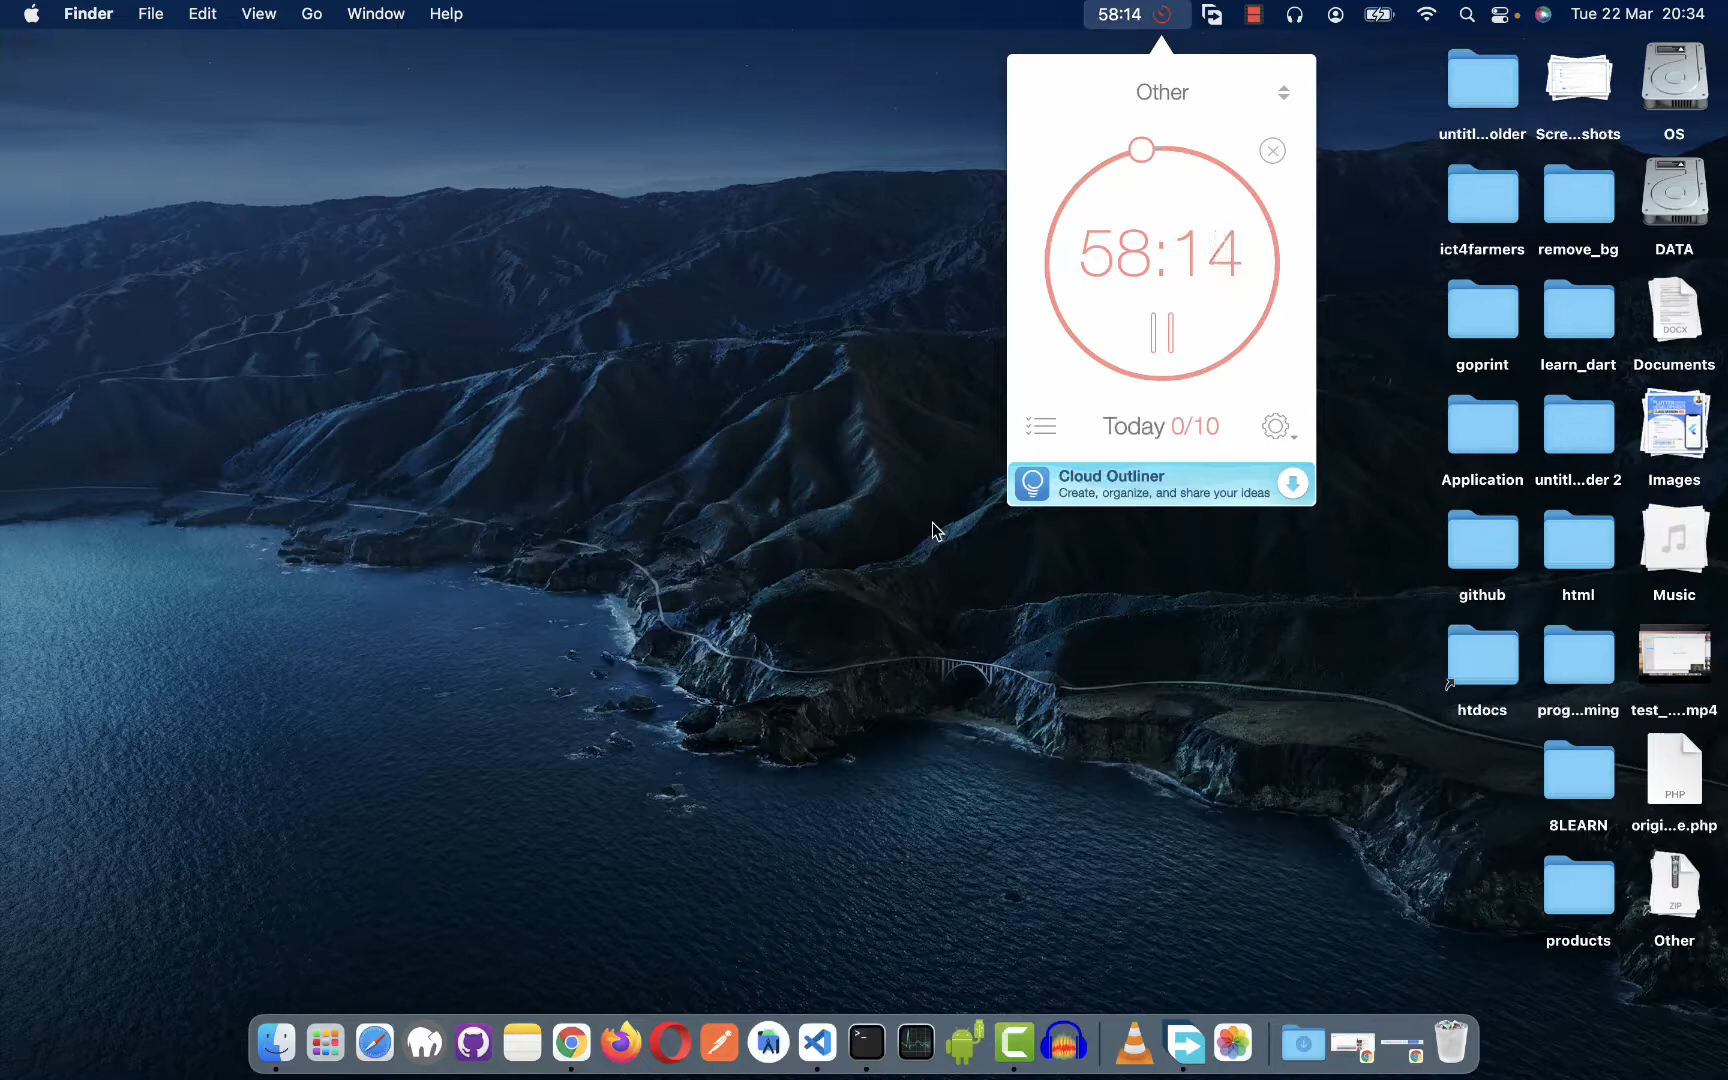 Finder File Edit View Go Window Help 58:14 Tue 22 Mar 20:34
Other
58:14
Today 0/10
Cloud Outliner
Create, organize, and share your ideas
untitl...older Scre...shots OS
ict4farmers remove_bg DATA
DOCX
goprint learn_dart Documents
Application untitl...der 2 Images
github html Music
htdocs prog...ming test_....mp4
PHP
8LEARN origi...e.php
ZIP
products Other